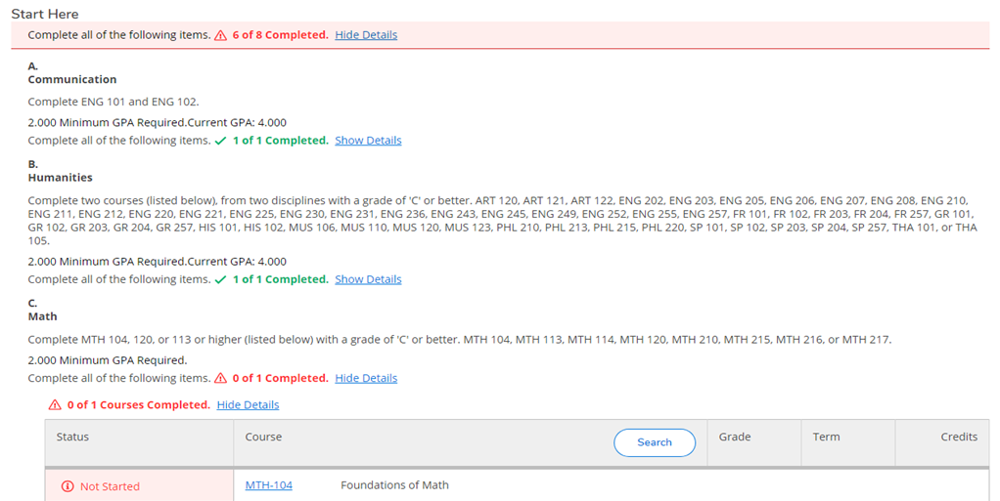 Start Here
Complete all of the following items. 6 of 8 Completed. Hide Details
A.
Communication
Complete ENG 101 and ENG 102.
2.000 Minimum GPA Required.Current GPA: 4.000
Complete all of the following items. 1 of 1 Completed. Show Details
B.
Humanities
Complete two courses (listed below), from two disciplines with a grade of 'C' or better. ART 120, ART 121, ART 122, ENG 202, ENG 203, ENG 205, ENG 206, ENG 207, ENG 208, ENG 210,
ENG 211, ENG 212, ENG 220, ENG 221, ENG 225, ENG 230, ENG 231, ENG 236, ENG 243, ENG 245, ENG 249, ENG 252, ENG 255, ENG 257, FR 101, FR 102, FR 203, FR 204, FR 257, GR 101,
GR 102, GR 203, GR 204, GR 257, HIS 101, HIS 102, MUS 106, MUS 110, MUS 120, MUS 123, PHL 210, PHL 213, PHL 215, PHL 220, SP 101, SP 102, SP 203, SP 204, SP 257, THA 101, or THA
105.
2.000 Minimum GPA Required.Current GPA: 4.000
Complete all of the following items. 1 of 1 Completed. Show Details
C.
Math
Complete MTH 104, 120, or 113 or higher (listed below) with a grade of 'C' or better. MTH 104, MTH 113, MTH 114, MTH 120, MTH 210, MTH 215, MTH 216, or MTH 217.
2.000 Minimum GPA Required.
Complete all of the following items. 0 of 1 Completed. Hide Details
0 of 1 Courses Completed. Hide Details
Status Course Search Grade Term Credits
Not Started MTH-104 Foundations of Math